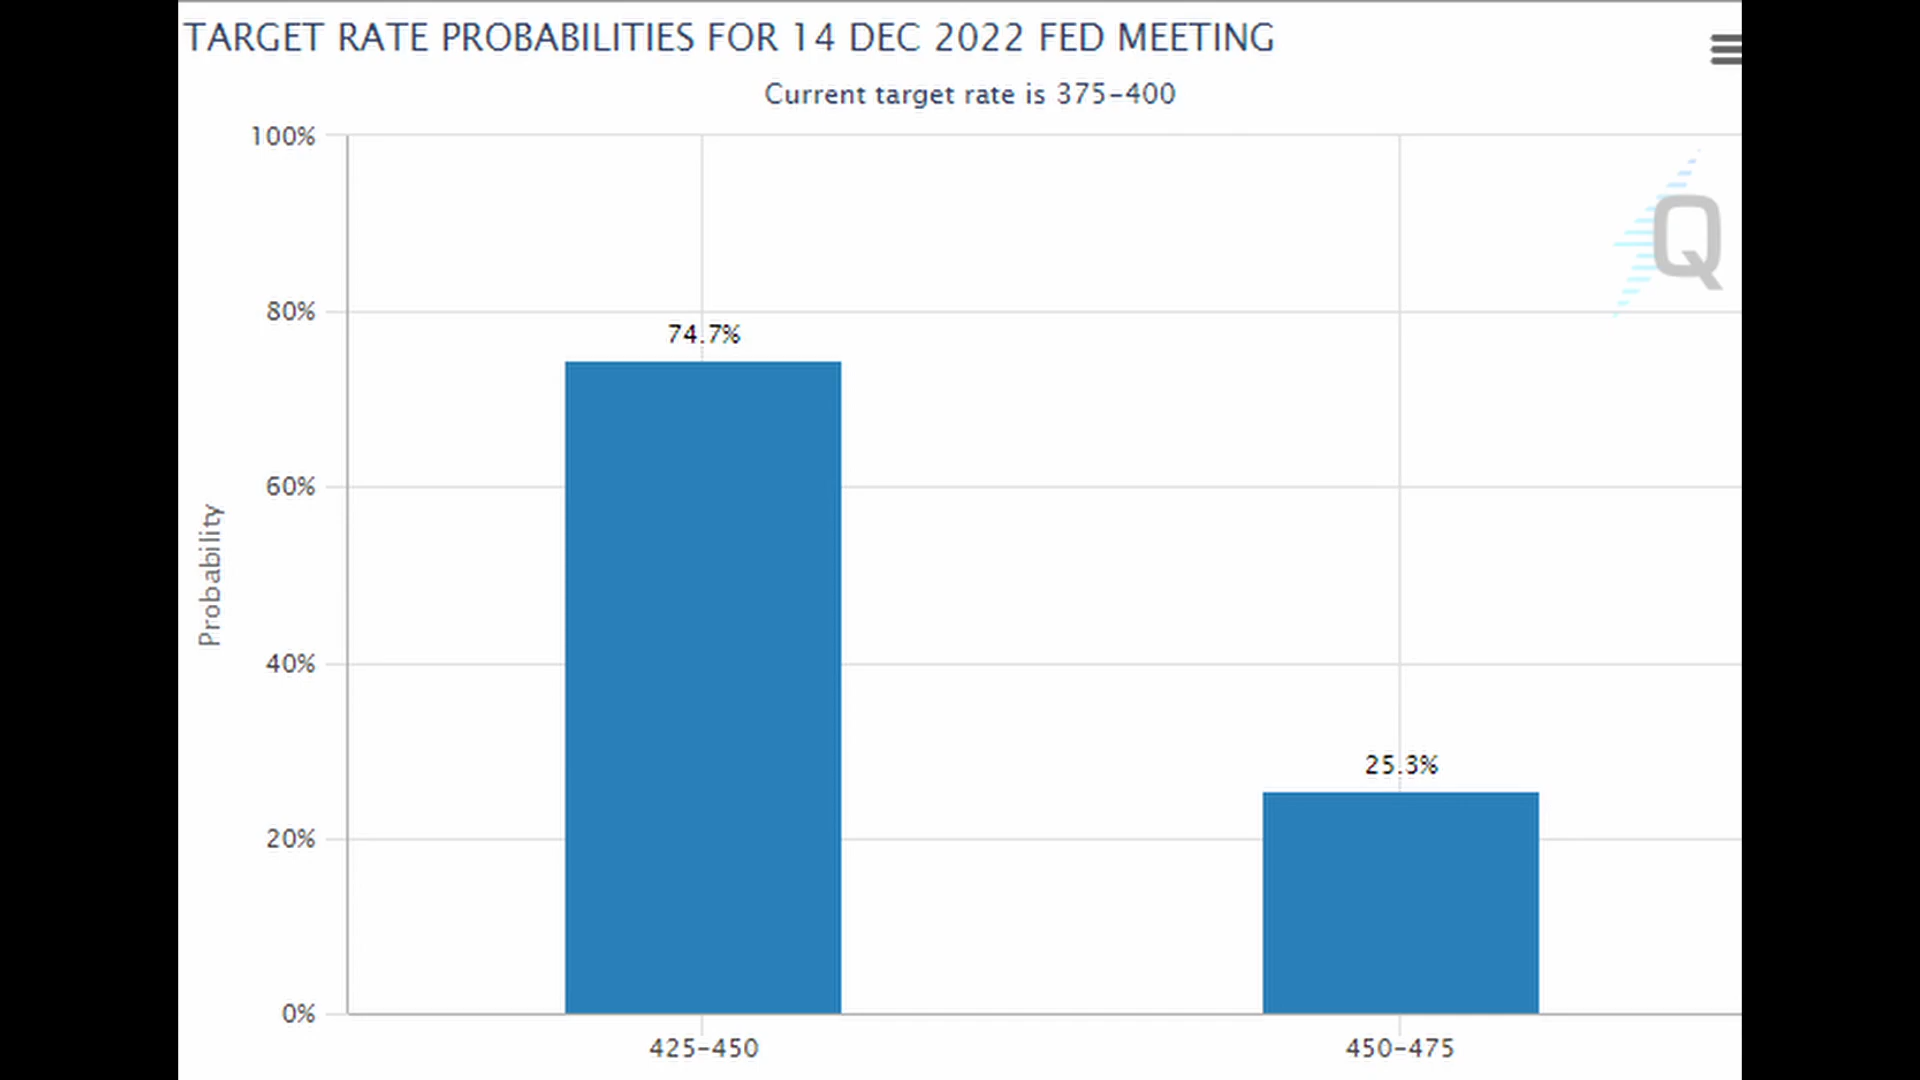 TARGET RATE PROBABILITIES FOR 14 DEC 2022 FED MEETING
Current target rate is 375-400
100%
80%
60%
40%
20%
0%
Probability
74.7%
25.3%
425-450
450-475
Q